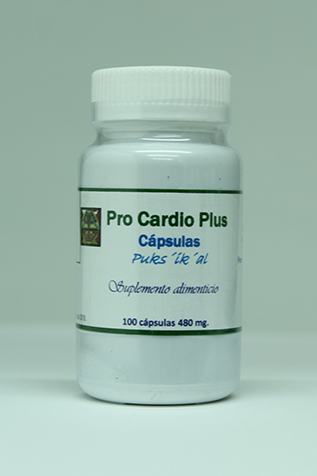 Pro Cardio Plus
Cápsulas
Puks´ik´al
Suplemento alimenticio
100 cápsulas 480 mg.